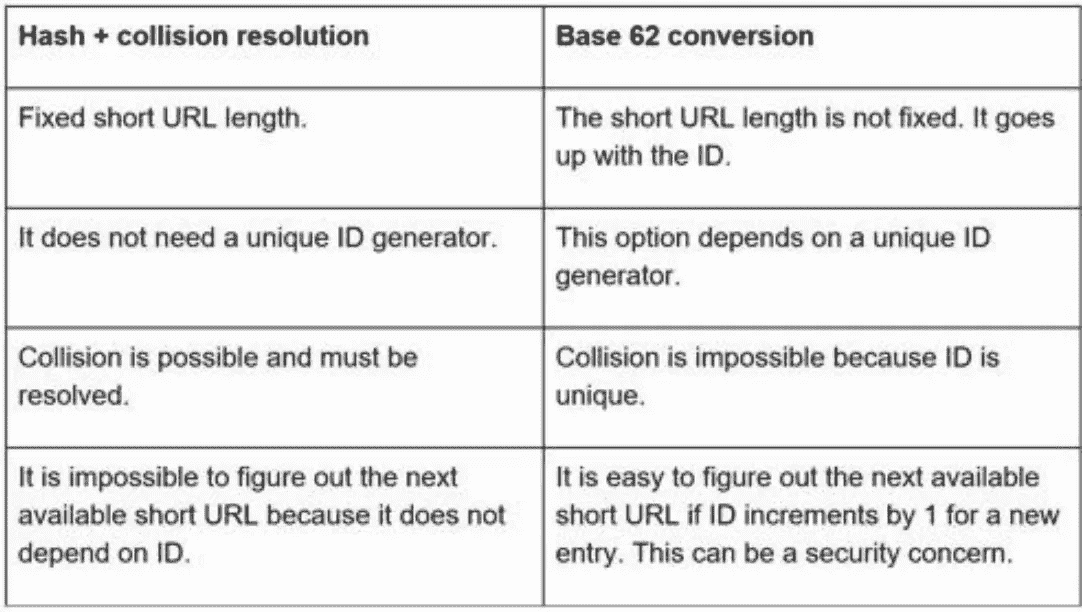 Hash + collision resolution
Base 62 conversion
Fixed short URL length.
The short URL length is not fixed. It goes
up with the ID.
It does not need a unique ID generator.
This option depends on a unique ID
generator.
Collision is possible and must be
resolved.
Collision is impossible because ID is
unique.
It is impossible to figure out the next
available short URL because it does not
depend on ID.
It is easy to figure out the next available
short URL if ID increments by 1 for a new
entry. This can be a security concern.